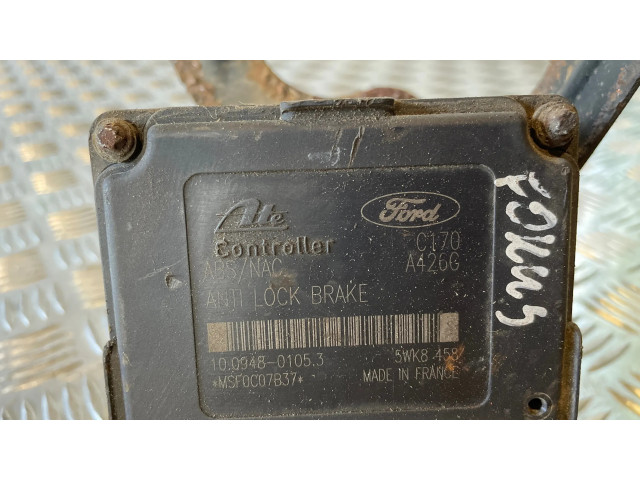 Ate
Ford
Controller
C170
ABS/NAC
A426G
ANTI LOCK BRAKE
10.0948-0105.3
5WK8 458
*MSF0C07B37*
MADE IN FRANCE
FOKUS